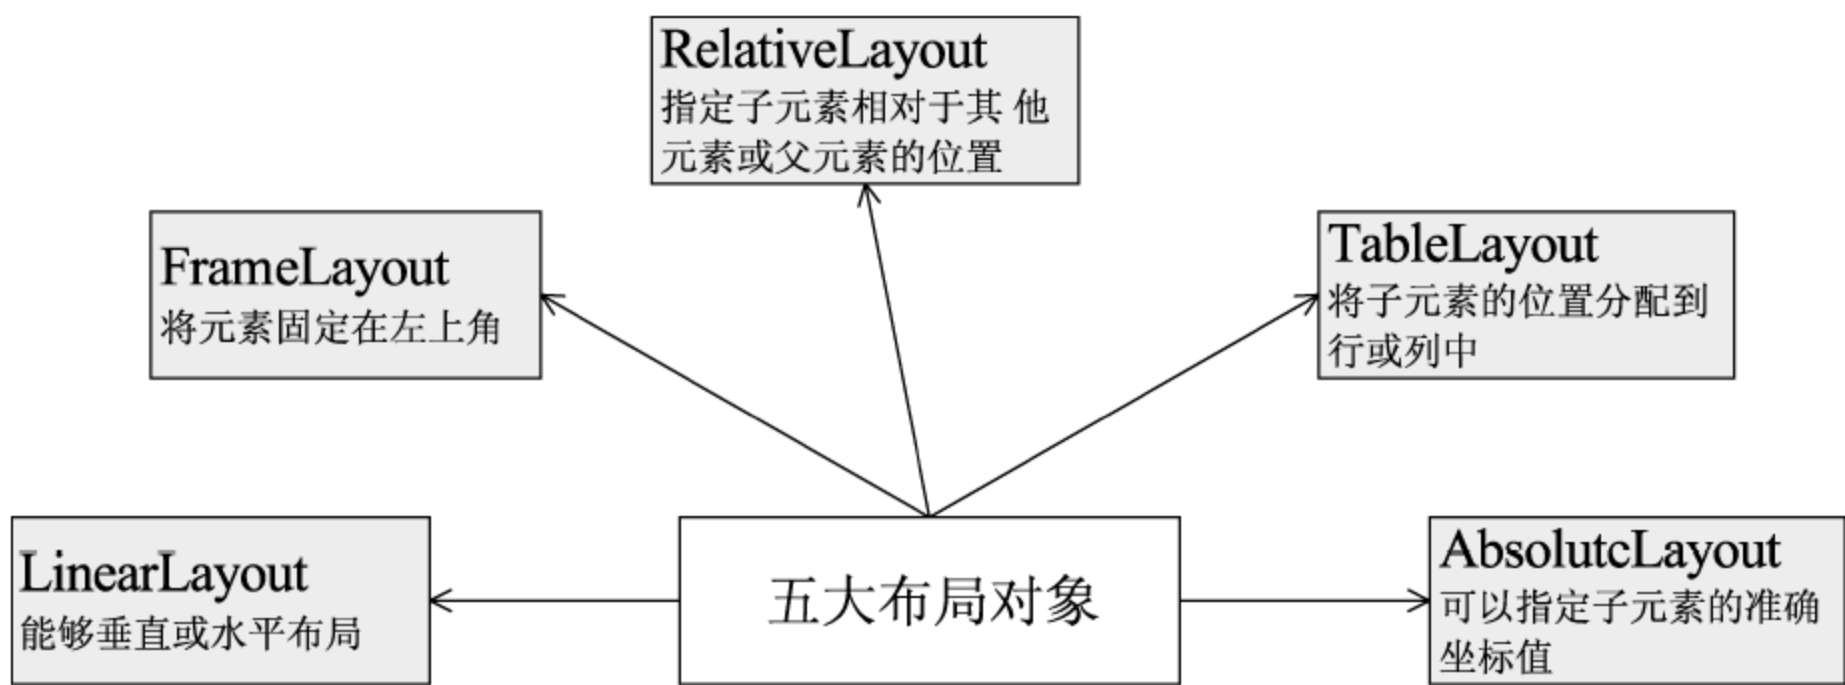 RelativeLayout
指定子元素相对于其 他
元素或父元素的位置
FrameLayout
将元素固定在左上角
TableLayout
将子元素的位置分配到
行或列中
LinearLayout
能够垂直或水平布局
五大布局对象
AbsolutcLayout
可以指定子元素的准确
坐标值